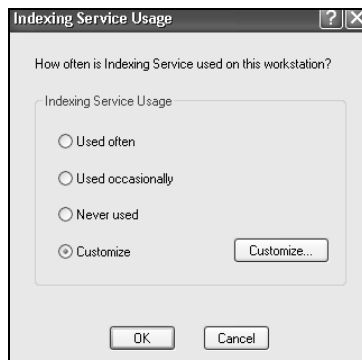 Indexing Service Usage
How often is Indexing Service used on this workstation?
Indexing Service Usage
Used often
Used occasionally
Never used
Customize
Customize...
OK
Cancel